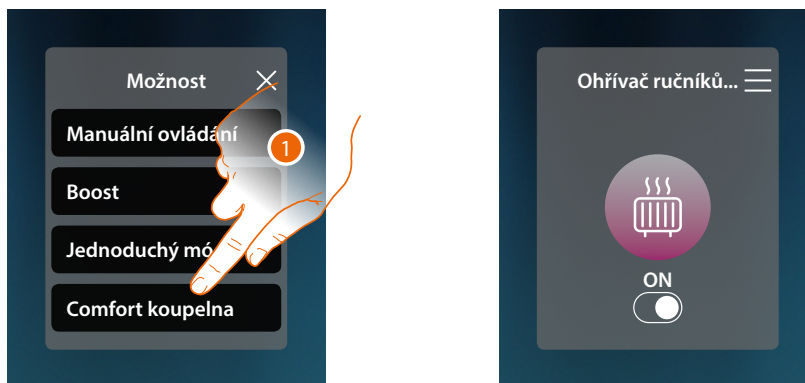 Možnost
Manuální ovládání
1
Boost
Jednoduchý mó
Comfort koupelna
Ohřívač ručníků...
ON